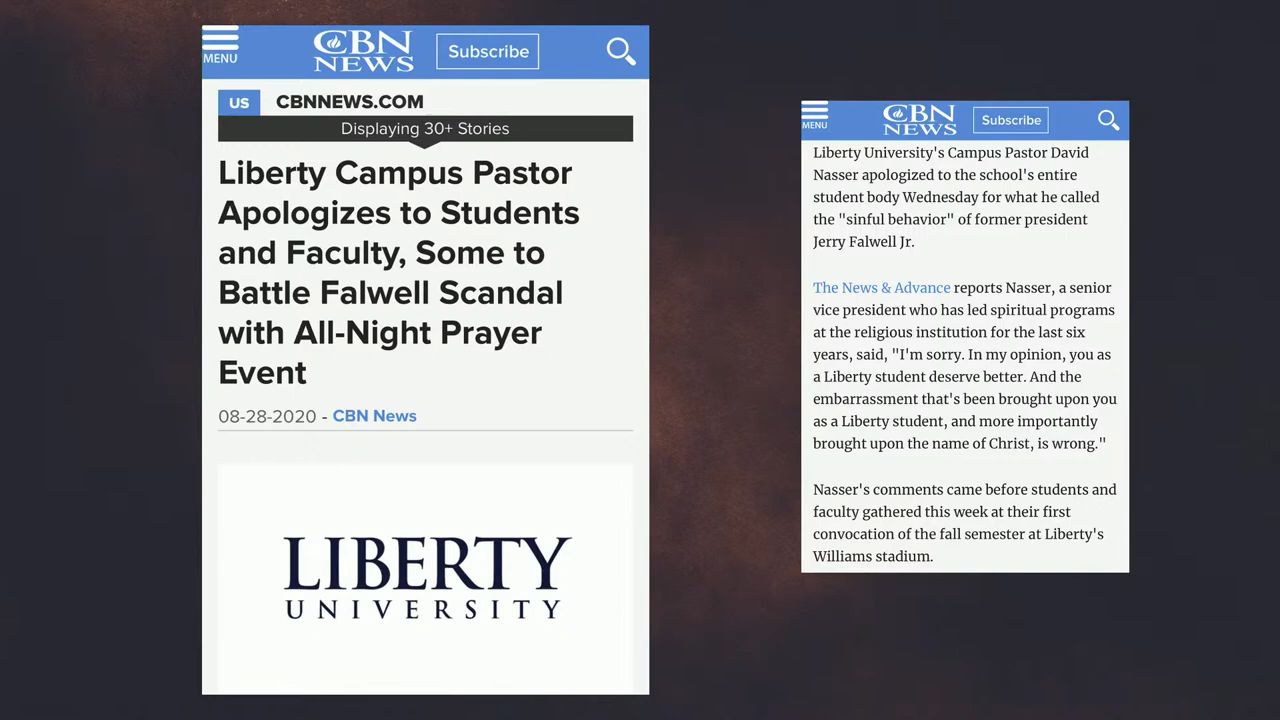 MENU
CBN
NEWS
Subscribe
US
CBNNEWS.COM
Displaying 30+ Stories
Liberty Campus Pastor
Apologizes to Students
and Faculty, Some to
Battle Falwell Scandal
with All-Night Prayer
Event
08-28-2020 - CBN News
LIBERTY
UNIVERSITY
MENU
CBN
NEWS
Subscribe
Liberty University's Campus Pastor David
Nasser apologized to the school's entire
student body Wednesday for what he called
the "sinful behavior" of former president
Jerry Falwell Jr.
The News & Advance reports Nasser, a senior
vice president who has led spiritual programs
at the religious institution for the last six
years, said, "I'm sorry. In my opinion, you as
a Liberty student deserve better. And the
embarrassment that's been brought upon you
as a Liberty student, and more importantly
brought upon the name of Christ, is wrong."
Nasser's comments came before students and
faculty gathered this week at their first
convocation of the fall semester at Liberty's
Williams stadium.